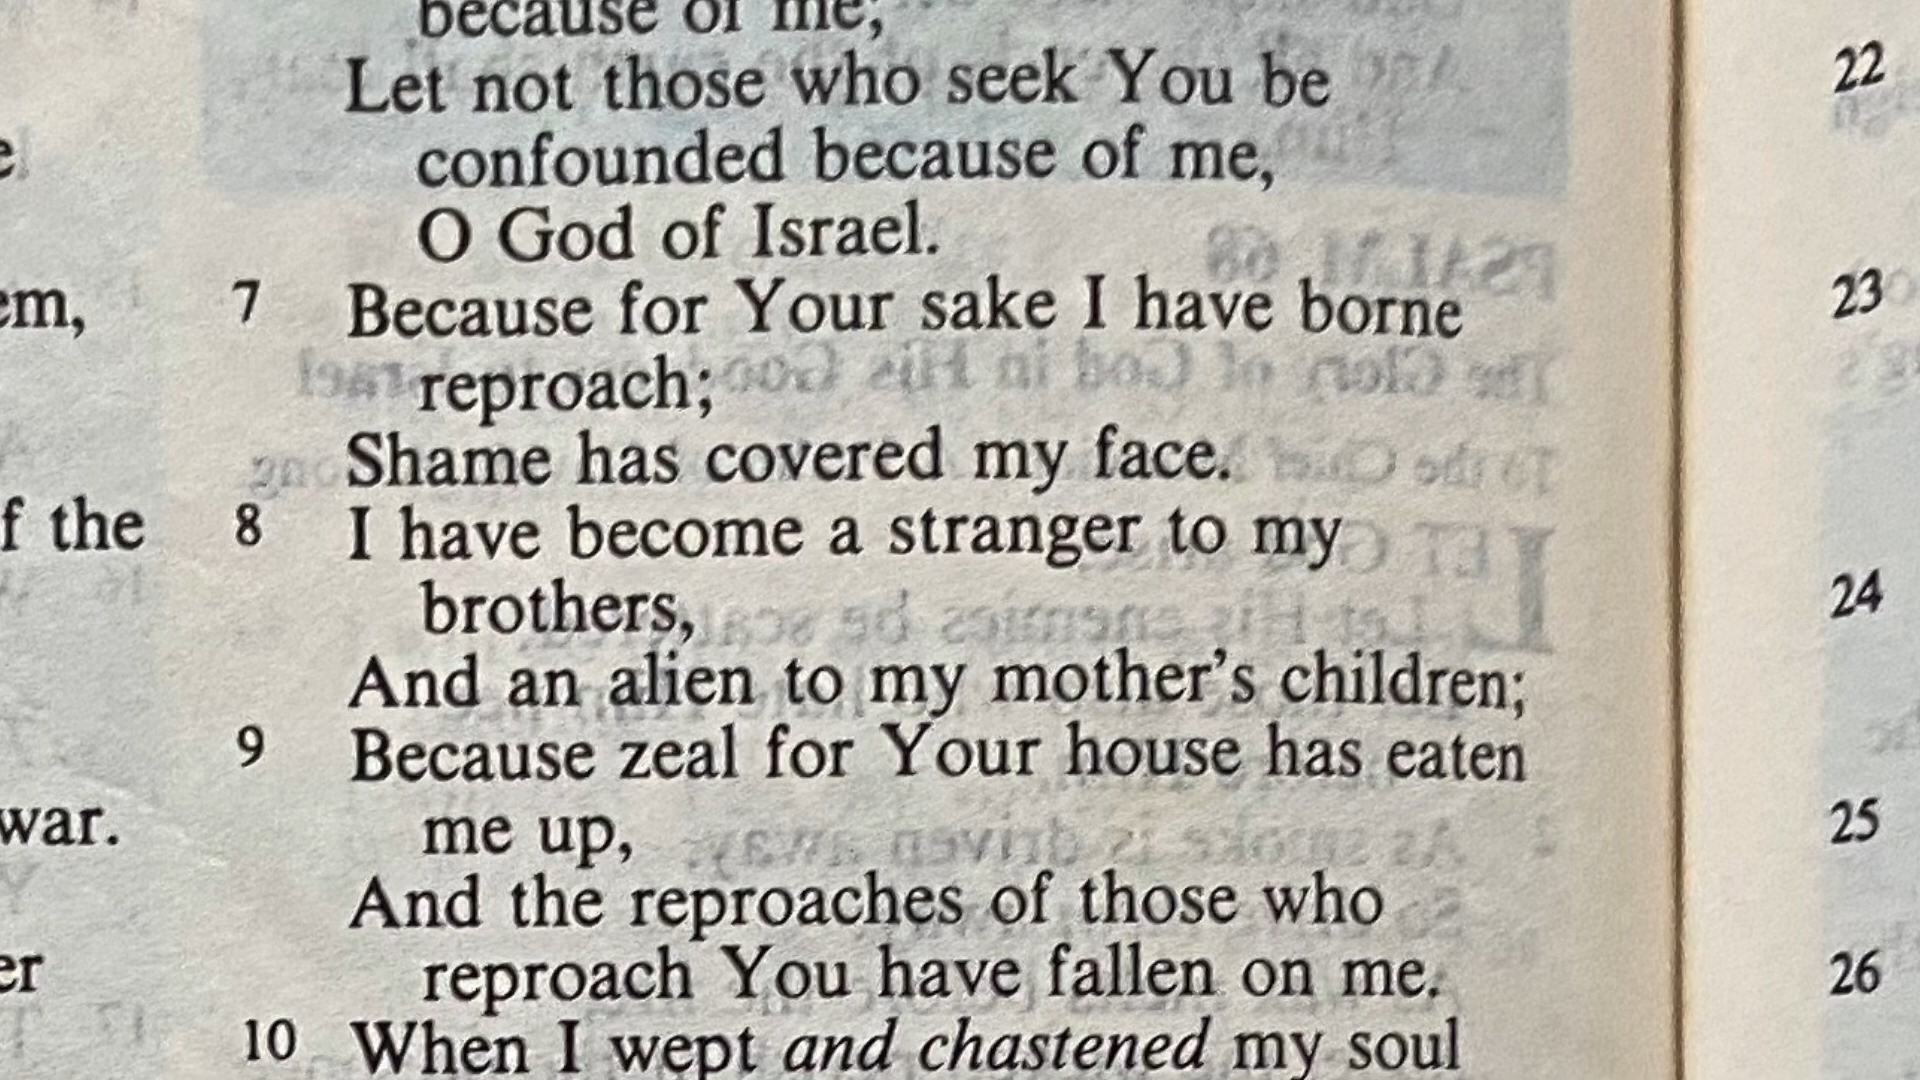 because of me;
Let not those who seek You be
confounded because of me,
O God of Israel.
7 Because for Your sake I have borne
reproach;
Shame has covered my face.
8 I have become a stranger to my
brothers,
And an alien to my mother's children;
9 Because zeal for Your house has eaten
me up,
And the reproaches of those who
reproach You have fallen on me.
10 When I wept and chastened my soul
em,
f the
war.
er
22
23
24
25
26